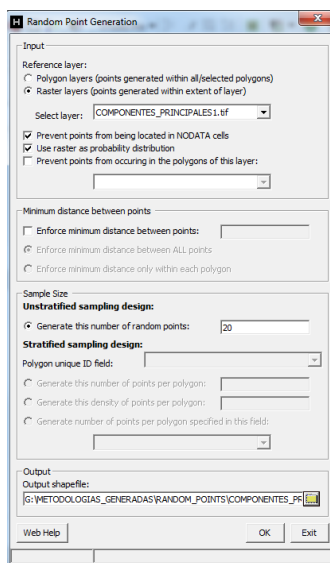 H Random Point Generation
Input
Reference layer:
Polygon layers (points generated within all/selected polygons)
Raster layers (points generated within extent of layer)
Select layer: COMPONENTES_PRINCIPALES1.tif
Prevent points from being located in NODATA cells
Use raster as probability distribution
Prevent points from occuring in the polygons of this layer:
Minimum distance between points
Enforce minimum distance between points:
Enforce minimum distance between ALL points
Enforce minimum distance only within each polygon
Sample Size
Unstratified sampling design:
Generate this number of random points: 20
Stratified sampling design:
Polygon unique ID field:
Generate this number of points per polygon:
Generate this density of points per polygon:
Generate number of points per polygon specified in this field:
Output
Output shapefile:
G:\METODOLOGIAS_GENERADAS\RANDOM_POINTS\COMPONENTES_PR
Web Help OK Exit